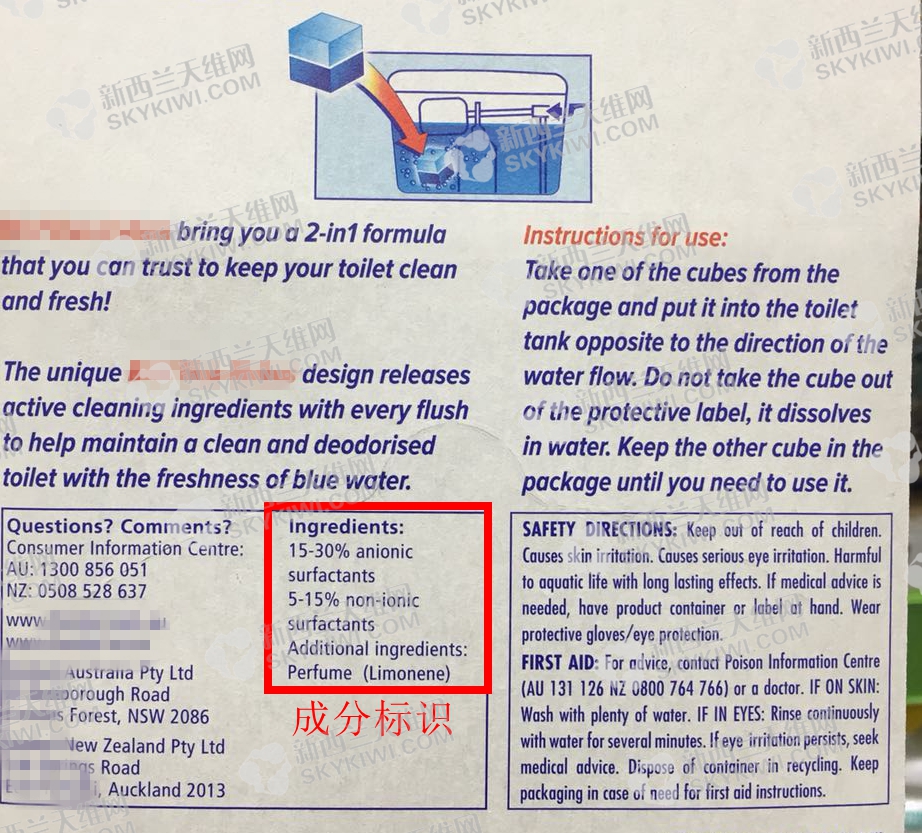 bring you a 2-in1 formula
that you can trust to keep your toilet clean
and fresh!
The unique design releases
active cleaning ingredients with every flush
to help maintain a clean and deodorised
toilet with the freshness of blue water.
Instructions for use:
Take one of the cubes from the
package and put it into the toilet
tank opposite to the direction of the
water flow. Do not take the cube out
of the protective label, it dissolves
in water. Keep the other cube in the
package until you need to use it.
Questions? Comments?
Consumer Information Centre:
AU: 1300 856 051
NZ: 0508 528 637
www
www
Australia Pty Ltd
borough Road
Forest, NSW 2086
New Zealand Pty Ltd
Road
Auckland 2013
Ingredients:
15-30% anionic
surfactants
5-15% non-ionic
surfactants
Additional ingredients:
Perfume (Limonene)
成分标识
SAFETY DIRECTIONS: Keep out of reach of children.
Causes skin irritation. Causes serious eye irritation. Harmful
to aquatic life with long lasting effects. If medical advice is
needed, have product container or label at hand. Wear
protective gloves/eye protection.
FIRST AID: For advice, contact Poison Information Centre
(AU 131 126 NZ 0800 764 766) or a doctor. IF ON SKIN:
Wash with plenty of water. IF IN EYES: Rinse continuously
with water for several minutes. If eye irritation persists, seek
medical advice. Dispose of container in recycling. Keep
packaging in case of need for first aid instructions.
新西兰天维网
SKYKIWI.COM